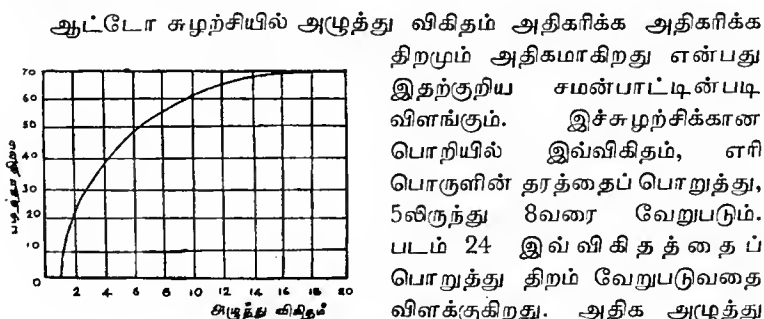 ஆட்டோ சுழற்சியில் அழுத்து விகிதம் அதிகரிக்க அதிகரிக்க
திறமும் அதிகமாகிறது என்பது
இதற்குறிய சமன்பாட்டின்படி
விளங்கும். இச்சுழற்சிக்கான
பொறியில் இவ்விகிதம், எரி
பொருளின் தரத்தைப் பொறுத்து,
5லிருந்து 8வரை வேறுபடும்.
படம் 24 இவ்விகிதத்தைப்
பொறுத்து திறம் வேறுபடுவதை
விளக்குகிறது. அதிக அழுத்து
70
60
50
40
30
20
10
0
2 4 6 8 10 12 14 16 18 20
அழுத்து விகிதம்